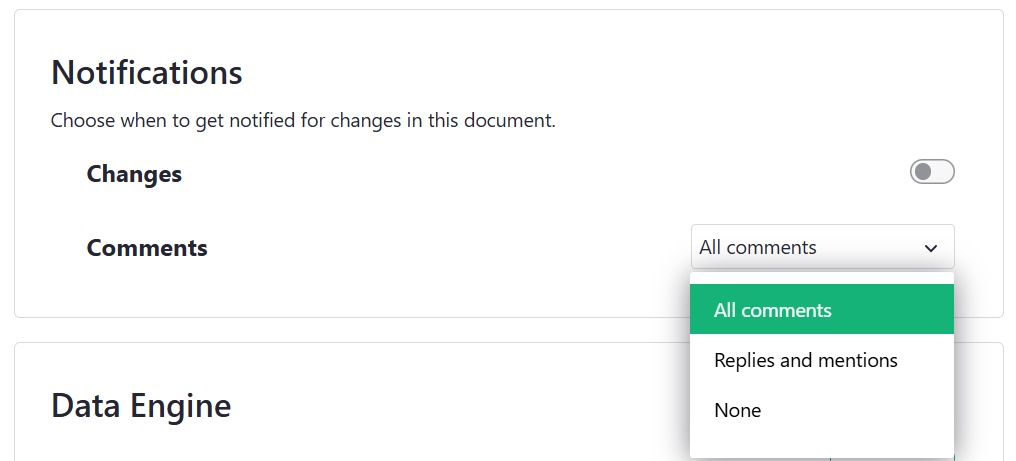 Notifications
Choose when to get notified for changes in this document.
Changes
Comments
All comments
All comments
Replies and mentions
None
Data Engine